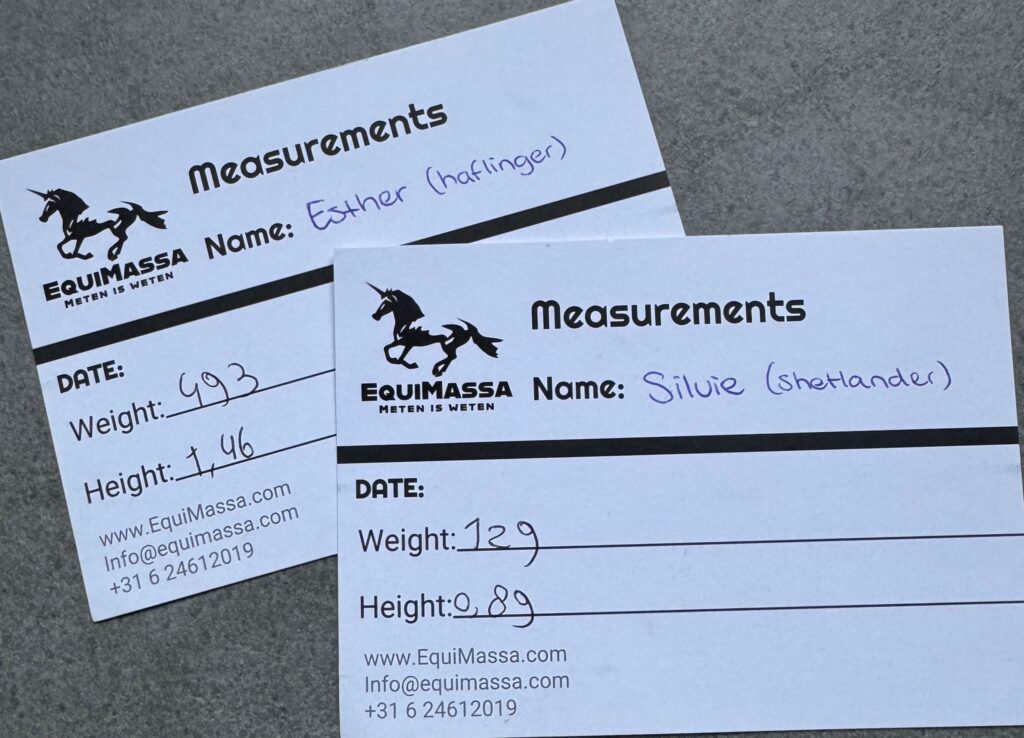 Measurements
Name: Esther (haflinger)
EQUIMASSA
METEN IS WETEN
DATE:
Weight: 493
Height: 1,46
www.EquiMassa.com
Info@equimassa.com
+31 6 24612019
Measurements
Name: Silvie (shetlander)
EQUIMASSA
METEN IS WETEN
DATE:
Weight: 129
Height: 0,89
www.EquiMassa.com
Info@equimassa.com
+31 6 24612019